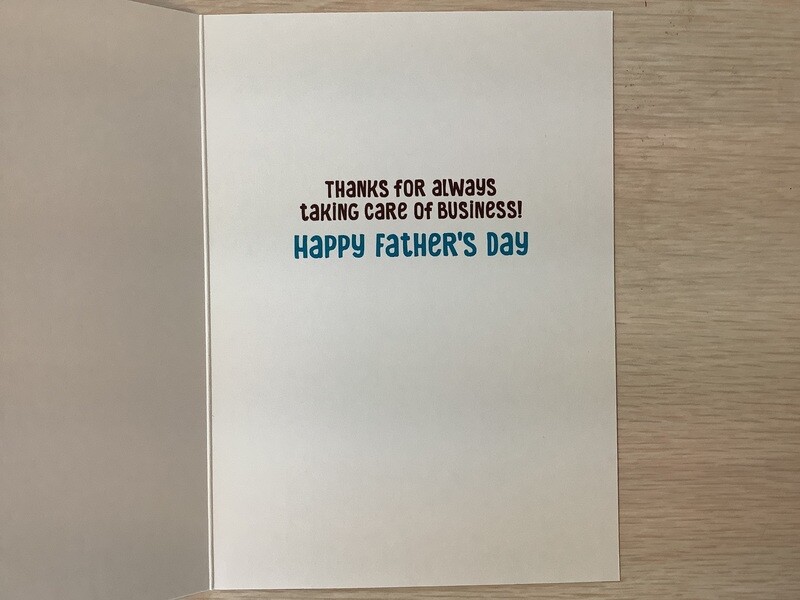 THANKS FOR ALWAYS
TAKING CARE OF BUSINESS!
HAPPY FATHER'S DAY